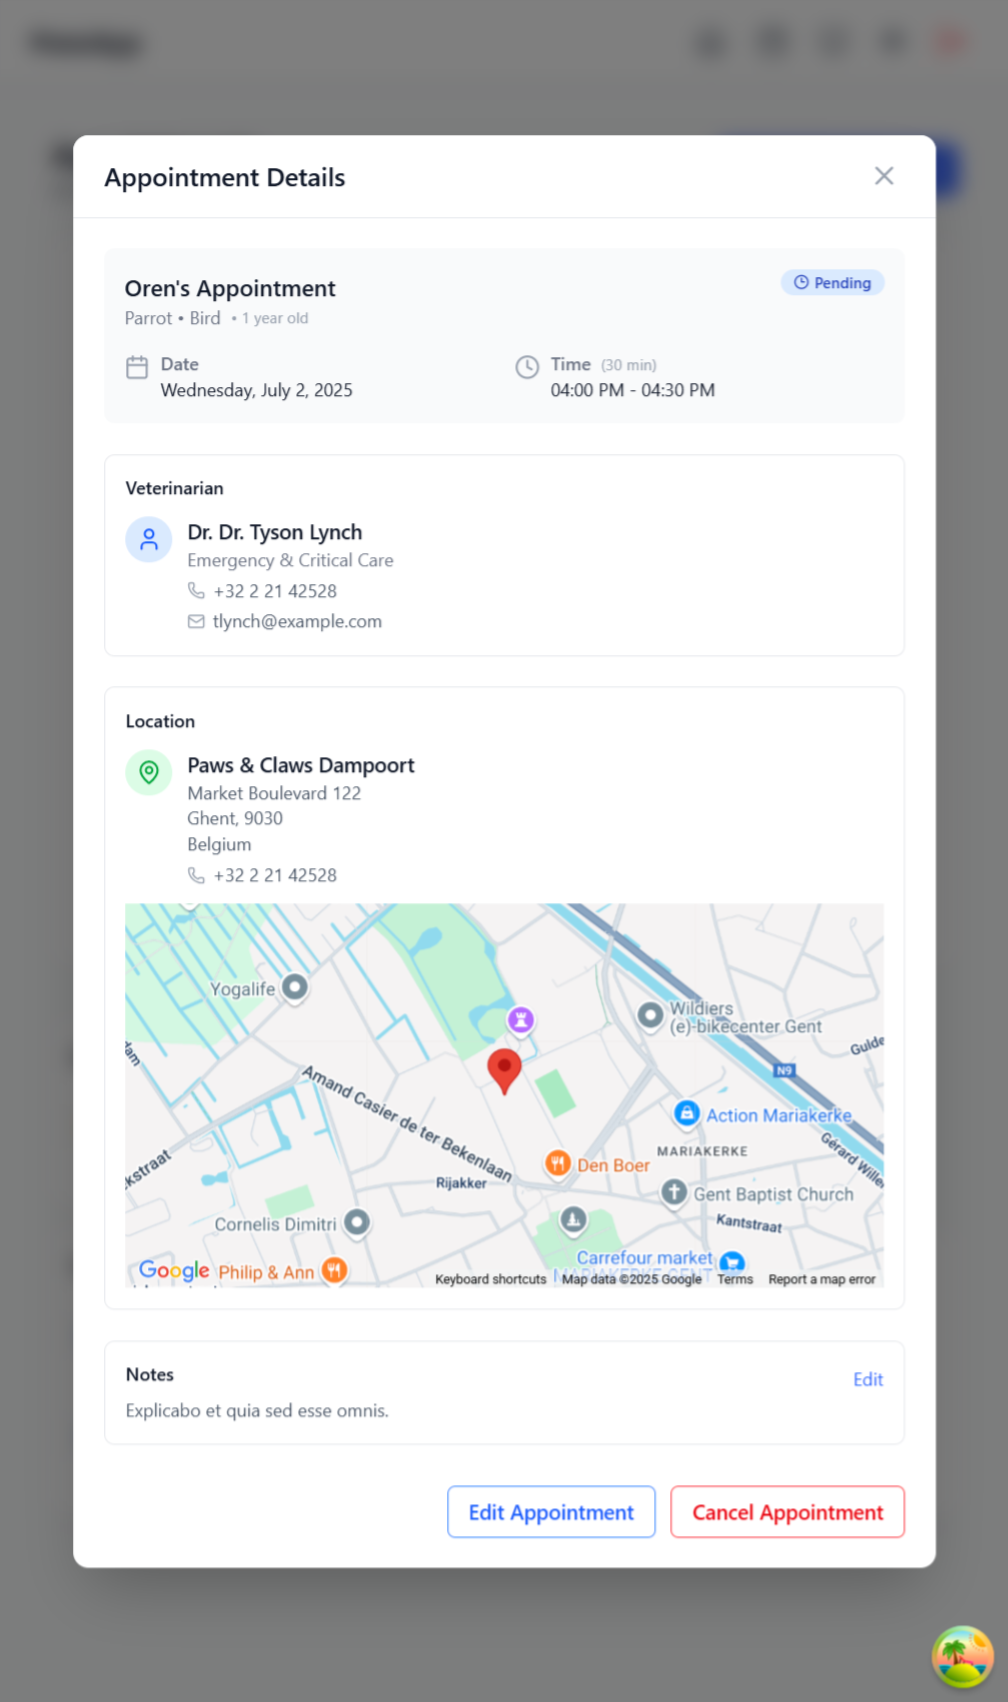 Appointment Details
Oren's Appointment
Pending
Parrot • Bird • 1 year old
Date
Wednesday, July 2, 2025
Time (30 min)
04:00 PM - 04:30 PM
Veterinarian
Dr. Dr. Tyson Lynch
Emergency & Critical Care
+32 2 21 42528
tlynch@example.com
Location
Paws & Claws Dampoort
Market Boulevard 122
Ghent, 9030
Belgium
+32 2 21 42528
Yogalife
Wildiers
(e)-bikecenter Gent
Gulde
N9
Amand Casier de ter Bekenlaan
Action Mariakerke
MARIAKERKE
Gérard Wille
kstraat
Den Boer
Rijakker
Gent Baptist Church
Kantstraat
Cornelis Dimitri
Carrefour market
MARIAKERKE GENT
Google
Philip & Ann
Keyboard shortcuts
Map data ©2025 Google
Terms
Report a map error
Notes
Edit
Explicabo et quia sed esse omnis.
Edit Appointment
Cancel Appointment